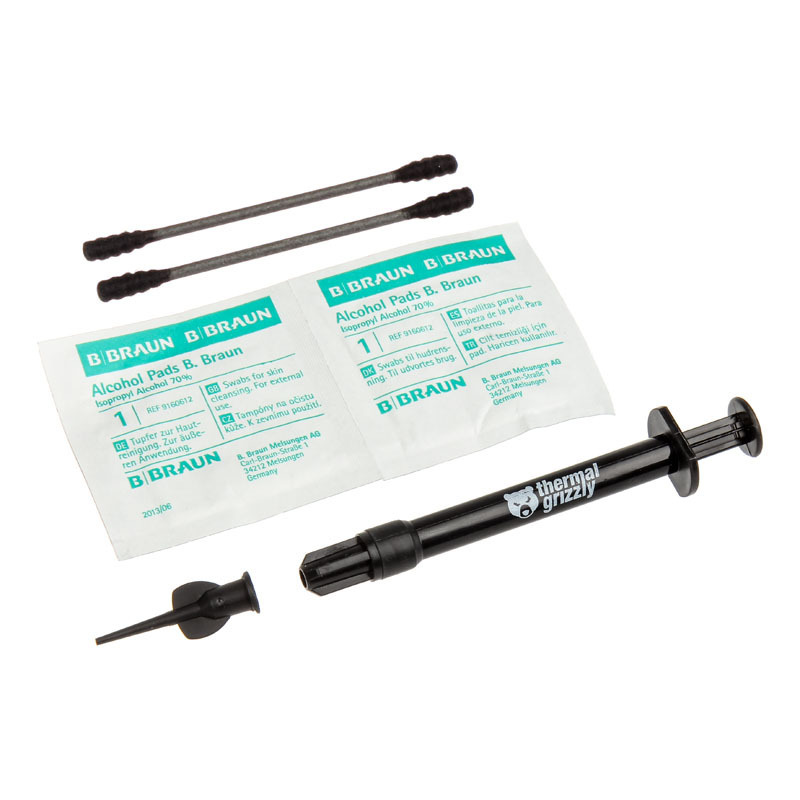 B|BRAUN B|BRAUN
Alcohol Pads B. Braun
Isopropyl Alcohol 70%
1 REF 9160612
DE Tupfer zur Haut-
reinigung. Zur äuße-
ren Anwendung.
GB Swabs for skin
cleansing. For external
use.
CZ Tampóny na očistu
kůže. K zevnímu použití.
B|BRAUN
B. Braun Melsungen AG
Carl-Braun-Straße 1
34212 Melsungen
Germany
2013/06
B|BRAUN B|BRAUN
Alcohol Pads B. Braun
Isopropyl Alcohol 70%
1 REF 9160612
DK Swabs til hudrens-
ning. Til udvortes brug.
ES Toallitas para la
limpieza de la piel. Para
uso externo.
TR Cilt temizliği için
pad. Haricen kullanılır.
B|BRAUN
B. Braun Melsungen AG
Carl-Braun-Straße 1
34212 Melsungen
Germany
thermal
grizzly